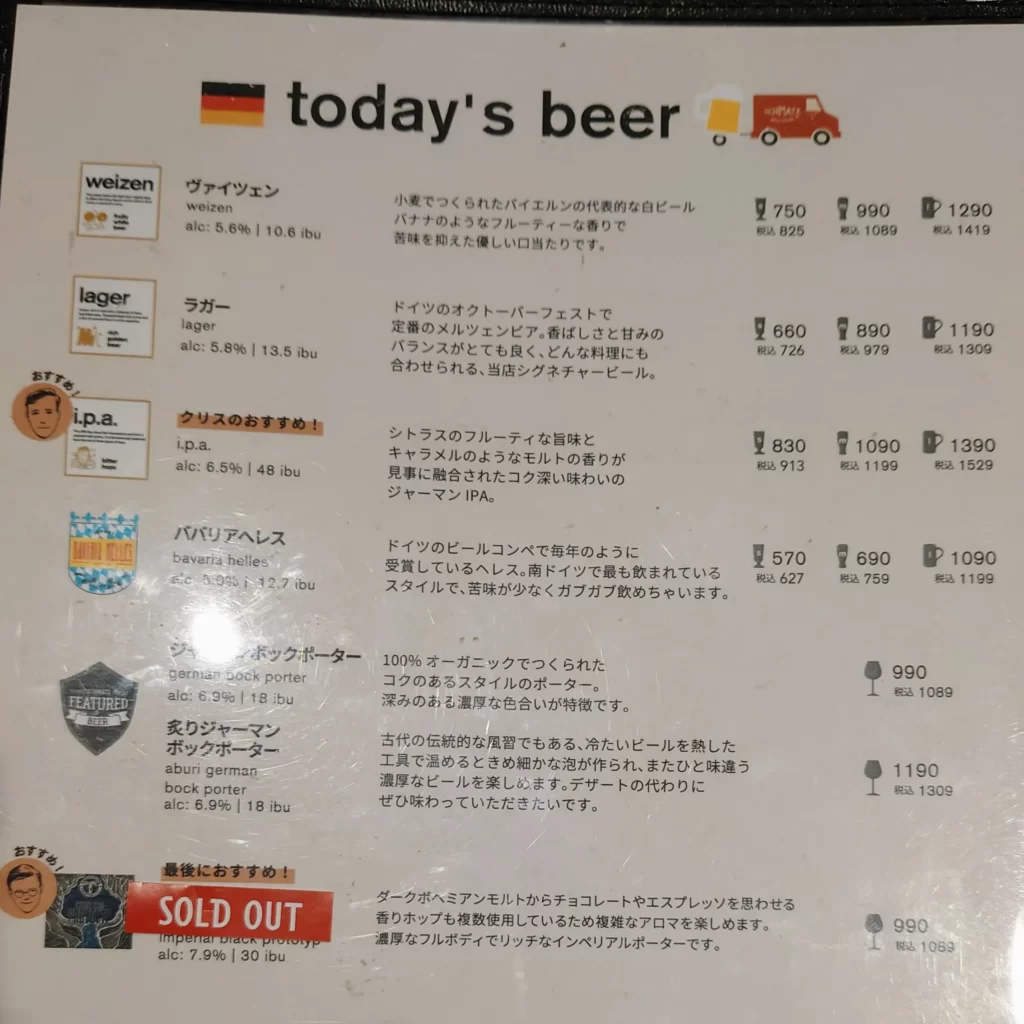 today's beer
weizen
ヴァイツェン
weizen
alc: 5.6% | 10.6 ibu
小麦でつくられたバイエルンの代表的な白ビール
バナナのようなフルーティーな香りで
苦味を抑えた優しい口当たりです。
750
税込 825
990
税込 1089
1290
税込 1419
lager
ラガー
lager
alc: 5.8% | 13.5 ibu
ドイツのオクトーバーフェストで
定番のメルツェンビア。香ばしさと甘みの
バランスがとても良く、どんな料理にも
合わせられる、当店シグネチャービール。
660
税込 726
890
税込 979
1190
税込 1309
おすすめ!
i.p.a.
クリスのおすすめ!
i.p.a.
alc: 6.5% | 48 ibu
シトラスのフルーティな旨味と
キャラメルのようなモルトの香りが
見事に融合されたコク深い味わいの
ジャーマン IPA。
830
税込 913
1090
税込 1199
1390
税込 1529
BAVARIA HELLES
ババリアヘレス
bavaria helles
alc: 5.0% | 12.7 ibu
ドイツのビールコンペで毎年のように
受賞しているヘレス。南ドイツで最も飲まれている
スタイルで、苦味が少なくガブガブ飲めちゃいます。
570
税込 627
690
税込 759
1090
税込 1199
FEATURED
BEER
ボックポーター
german bock porter
alc: 6.9% | 18 ibu
100% オーガニックでつくられた
コクのあるスタイルのポーター。
深みのある濃厚な色合いが特徴です。
990
税込 1089
炙りジャーマン
ボックポーター
aburi german
bock porter
alc: 6.9% | 18 ibu
古代の伝統的な風習でもある、冷たいビールを熱した
工具で温めるときめ細かな泡が作られ、またひと味違う
濃厚なビールを楽しめます。デザートの代わりに
ぜひ味わっていただきたいです。
1190
税込 1309
おすすめ!
最後におすすめ!
SOLD OUT
imperial black prototyp
alc: 7.9% | 30 ibu
ダークボヘミアンモルトからチョコレートやエスプレッソを思わせる
香りホップも複数使用しているため複雑なアロマを楽しめます。
濃厚なフルボディでリッチなインペリアルポーターです。
990
税込 1089